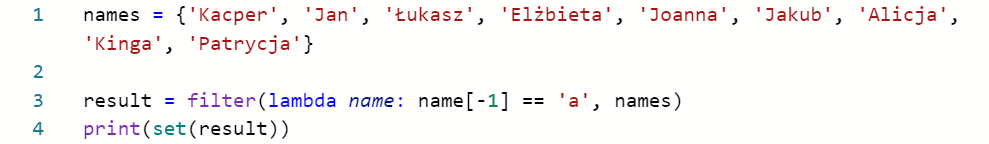 1 names = {'Kacper', 'Jan', 'Łukasz', 'Elżbieta', 'Joanna', 'Jakub', 'Alicja',
'Kinga', 'Patrycja'}
2
3 result = filter(lambda name: name[-1] == 'a', names)
4 print(set(result))